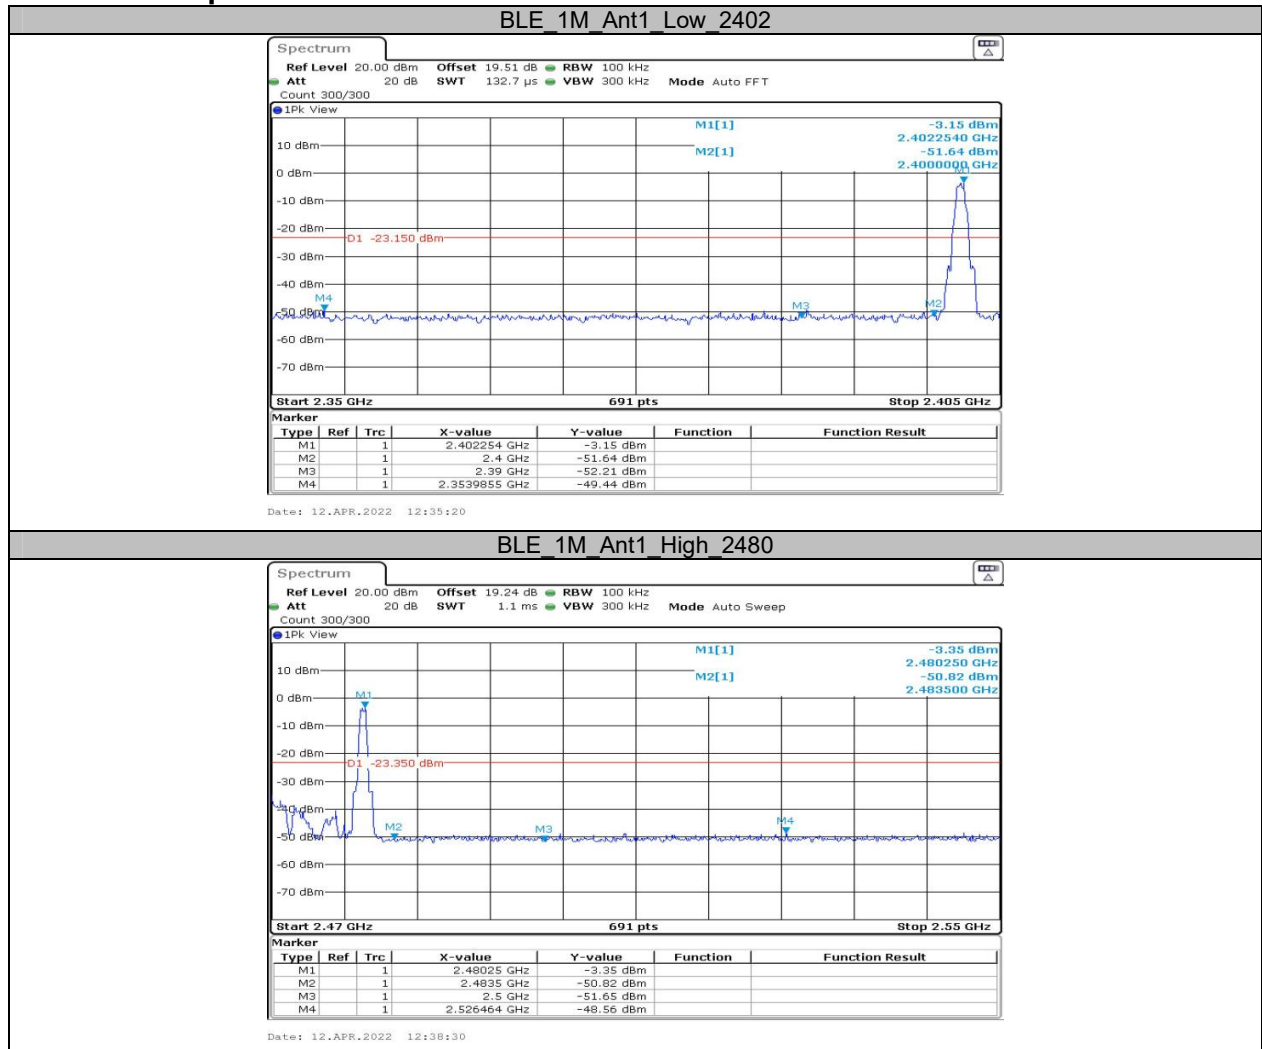 BLE_1M_Ant1_Low_2402
Spectrum
Ref Level 20.00 dBm Offset 19.51 dB RBW 100 kHz
Att 20 dB SWT 132.7 µs VBW 300 kHz Mode Auto FFT
Count 300/300
1Pk View
M1[1] -3.15 dBm
2.4022540 GHz
10 dBm
M2[1] -51.64 dBm
2.4000000 GHz
0 dBm
M1
-10 dBm
-20 dBm
D1 -23.150 dBm
-30 dBm
-40 dBm
M4
M3
M2
-50 dBm
-60 dBm
-70 dBm
Start 2.35 GHz 691 pts Stop 2.405 GHz
Marker
Type Ref Trc X-value Y-value Function Function Result
M1 1 2.402254 GHz -3.15 dBm
M2 1 2.4 GHz -51.64 dBm
M3 1 2.39 GHz -52.21 dBm
M4 1 2.3539855 GHz -49.44 dBm
Date: 12.APR.2022 12:35:20
BLE_1M_Ant1_High_2480
Spectrum
Ref Level 20.00 dBm Offset 19.24 dB RBW 100 kHz
Att 20 dB SWT 1.1 ms VBW 300 kHz Mode Auto Sweep
Count 300/300
1Pk View
M1[1] -3.35 dBm
2.480250 GHz
10 dBm
M2[1] -50.82 dBm
2.483500 GHz
0 dBm
M1
-10 dBm
-20 dBm
D1 -23.350 dBm
-30 dBm
-40 dBm
M4
M2
M3
-50 dBm
-60 dBm
-70 dBm
Start 2.47 GHz 691 pts Stop 2.55 GHz
Marker
Type Ref Trc X-value Y-value Function Function Result
M1 1 2.48025 GHz -3.35 dBm
M2 1 2.4835 GHz -50.82 dBm
M3 1 2.5 GHz -51.65 dBm
M4 1 2.526464 GHz -48.56 dBm
Date: 12.APR.2022 12:38:30